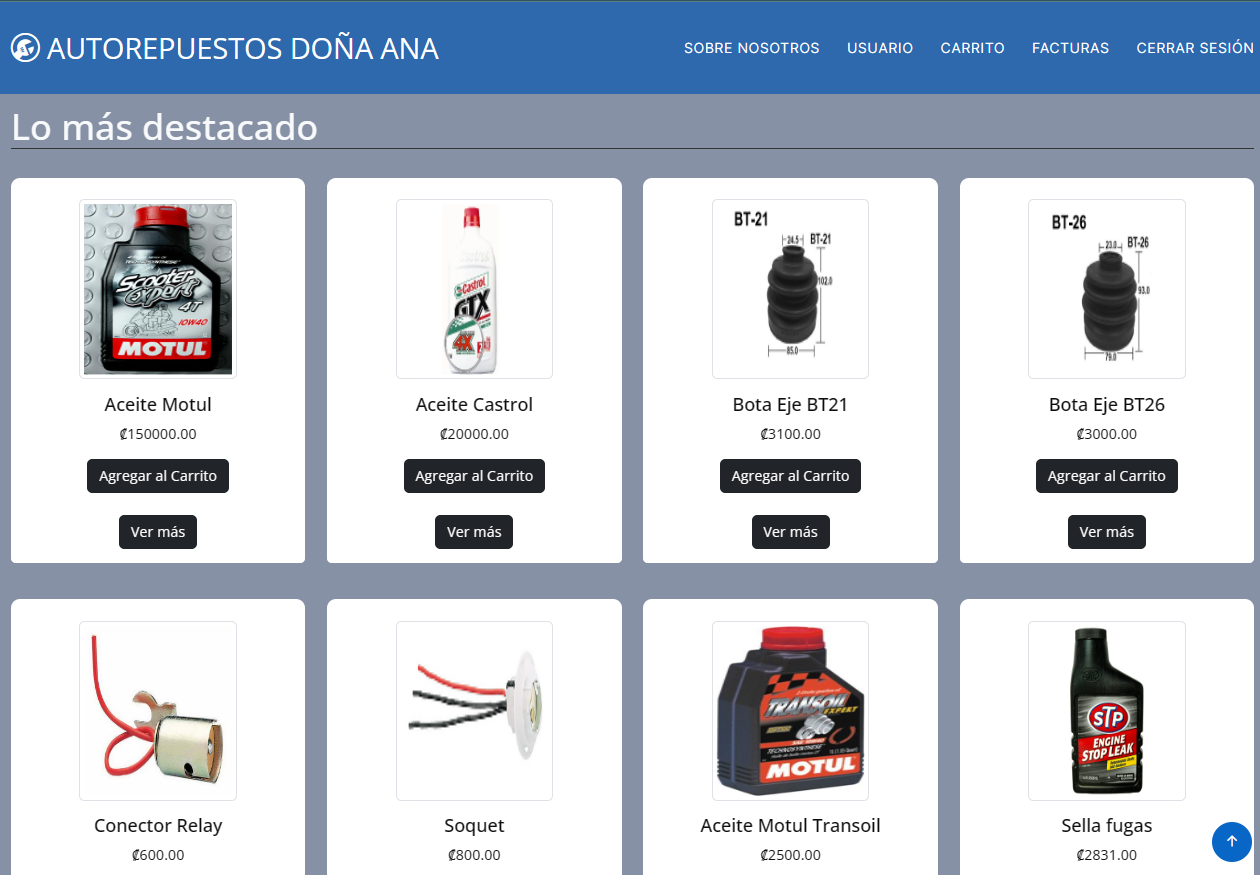 AUTOREPUESTOS DOÑA ANA
SOBRE NOSOTROS USUARIO CARRITO FACTURAS CERRAR SESIÓN
Lo más destacado
Scooter
expert
4T
10W40
MOTUL
Castrol
GTX
4X
BT-21
24.5
BT-21
102.0
85.0
BT-26
23.0
BT-26
93.0
79.0
Aceite Motul
Aceite Castrol
Bota Eje BT21
Bota Eje BT26
₡150000.00
₡20000.00
₡3100.00
₡3000.00
Agregar al Carrito
Agregar al Carrito
Agregar al Carrito
Agregar al Carrito
Ver más
Ver más
Ver más
Ver más
TRANSOIL
EXPERT
TECHNOSYNTHESE
MOTUL
STP
ENGINE
STOP LEAK
Conector Relay
Soquet
Aceite Motul Transoil
Sella fugas
₡600.00
₡800.00
₡2500.00
₡2831.00